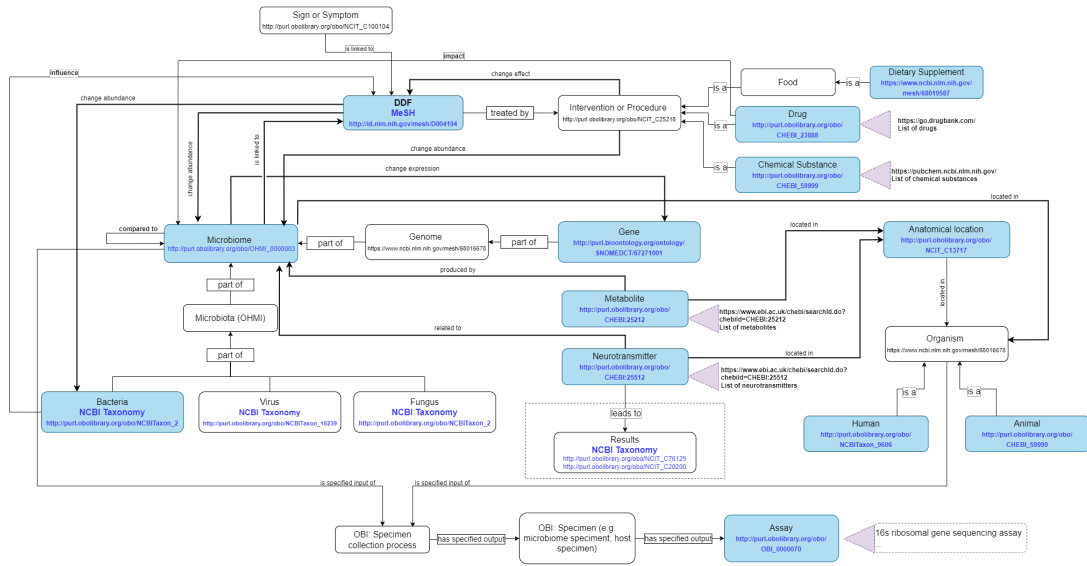 Sign or Symptom
http://purl.obolibrary.org/obo/NCIT_C100104
is linked to
impact
influence
change effect
change abundance
DDF
MeSH
http://id.nlm.nih.gov/mesh/D004194
treated by
Intervention or Procedure
http://purl.obolibrary.org/obo/NCIT_C25218
is a
Food
is a
Dietary Supplement
https://www.ncbi.nlm.nih.gov/
mesh/68019587
is a
Drug
http://purl.obolibrary.org/obo/
CHEBI_23888
https://go.drugbank.com/
List of drugs
is a
Chemical Substance
http://purl.obolibrary.org/obo/
CHEBI_59999
https://pubchem.ncbi.nlm.nih.gov/
List of chemical substances
change abundance
is linked to
change abundance
change expression
located in
compared to
Microbiome
http://purl.obolibrary.org/obo/OHMI_0000003
part of
Genome
https://www.ncbi.nlm.nih.gov/mesh/68016678
part of
Gene
http://purl.bioontology.org/ontology/
SNOMEDCT/67271001
located in
Anatomical location
http://purl.obolibrary.org/obo/
NCIT_C13717
produced by
part of
Microbiota (OHMI)
Metabolite
http://purl.obolibrary.org/obo/
CHEBI:25212
https://www.ebi.ac.uk/chebi/searchId.do?
chebiId=CHEBI:25212
List of metabolites
located in
related to
Organism
https://www.ncbi.nlm.nih.gov/mesh/68016678
part of
Neurotransmitter
http://purl.obolibrary.org/obo/
CHEBI:25512
located in
https://www.ebi.ac.uk/chebi/searchId.do?
chebiId=CHEBI:25512
List of neurotransmitters
is a
is a
Bacteria
NCBI Taxonomy
http://purl.obolibrary.org/obo/NCBITaxon_2
Virus
NCBI Taxonomy
http://purl.obolibrary.org/obo/NCBITaxon_10239
Fungus
NCBI Taxonomy
http://purl.obolibrary.org/obo/NCBITaxon_2
leads to
Results
NCBI Taxonomy
http://purl.obolibrary.org/obo/NCIT_C76125
http://purl.obolibrary.org/obo/NCIT_C20200
Human
http://purl.obolibrary.org/obo/
NCBITaxon_9606
Animal
http://purl.obolibrary.org/obo/
CHEBI_59999
is specified input of
is specified input of
OBI: Specimen
collection process
has specified output
OBI: Specimen (e.g.
microbiome speciment, host
specimen)
has specified output
Assay
http://purl.obolibrary.org/obo/
OBI_0000070
16s ribosomal gene sequencing assay
...